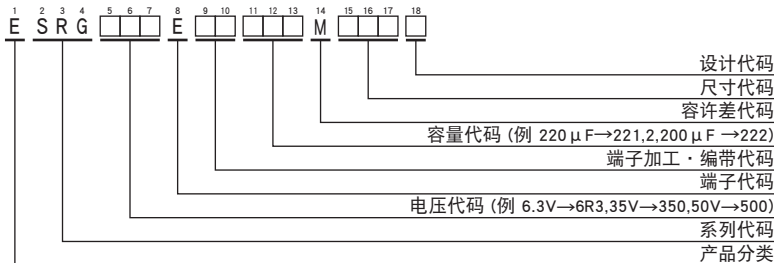 1 2 3 4 5 6 7 8 9 10 11 12 13 14 15 16 17 18
E SRG □□□ E □□ □□□ M □□□ □
设计代码
尺寸代码
容许差代码
容量代码 (例 220μF→221,2,200μF→222)
端子加工・编带代码
端子代码
电压代码 (例 6.3V→6R3,35V→350,50V→500)
系列代码
产品分类